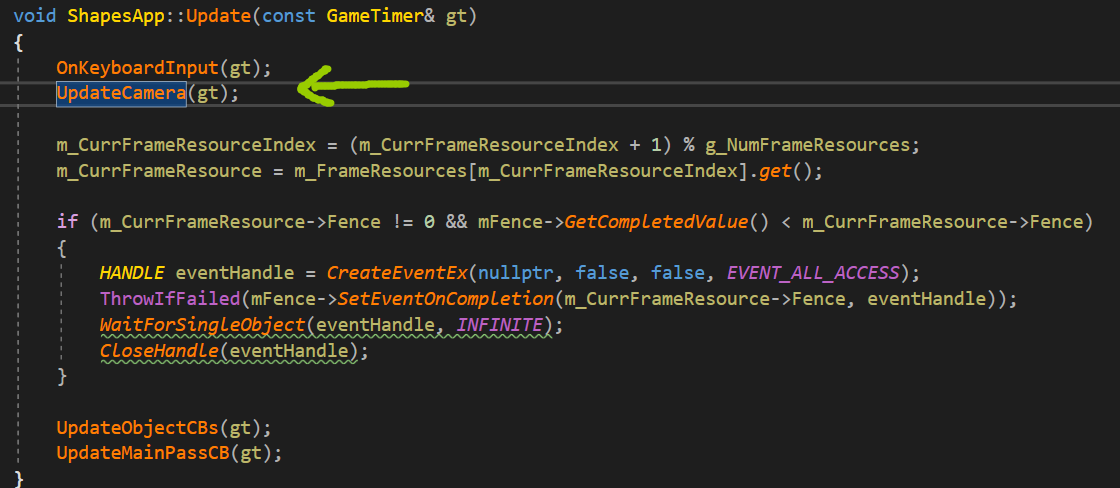 void ShapesApp::Update(const GameTimer& gt)
{
OnKeyboardInput(gt);
UpdateCamera(gt);
m_CurrFrameResourceIndex = (m_CurrFrameResourceIndex + 1) % g_NumFrameResources;
m_CurrFrameResource = m_FrameResources[m_CurrFrameResourceIndex].get();
if (m_CurrFrameResource->Fence != 0 && mFence->GetCompletedValue() < m_CurrFrameResource->Fence)
{
HANDLE eventHandle = CreateEventEx(nullptr, false, false, EVENT_ALL_ACCESS);
ThrowIfFailed(mFence->SetEventOnCompletion(m_CurrFrameResource->Fence, eventHandle));
WaitForSingleObject(eventHandle, INFINITE);
CloseHandle(eventHandle);
}
UpdateObjectCBs(gt);
UpdateMainPassCB(gt);
}